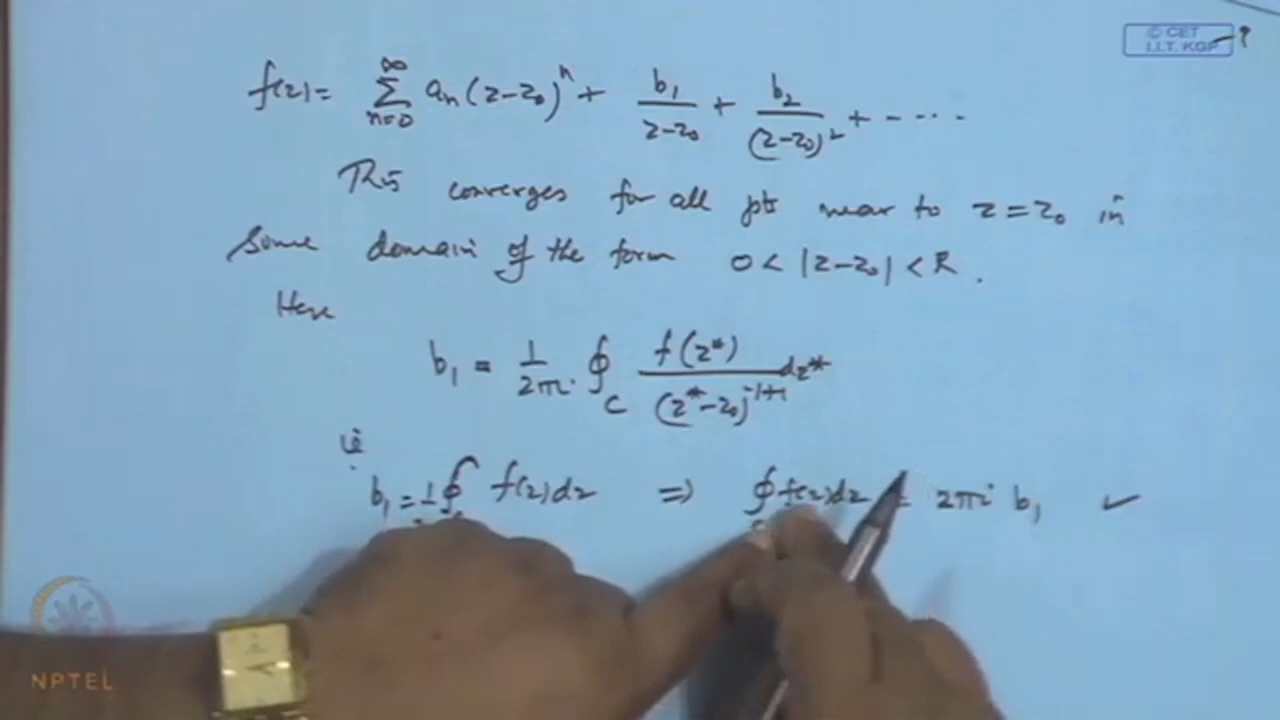 © CET
I.I.T. KGP
f(z) = ∑_{n=0}^{∞} a_n (z-z_0)^n + b_1/(z-z_0) + b_2/(z-z_0)^2 + - ....
This converges for all pts near to z = z_0 in
Some domain of the form 0 < |z-z_0| < R .
Here
b_1 = 1/(2πi) ∮_C f(z*)/(z*-z_0)^{-1+1} dz*
ie
b_1 = ∮ f(z)dz ⇒ ∮ f(z)dz = 2πi b_1 ✓
NPTEL